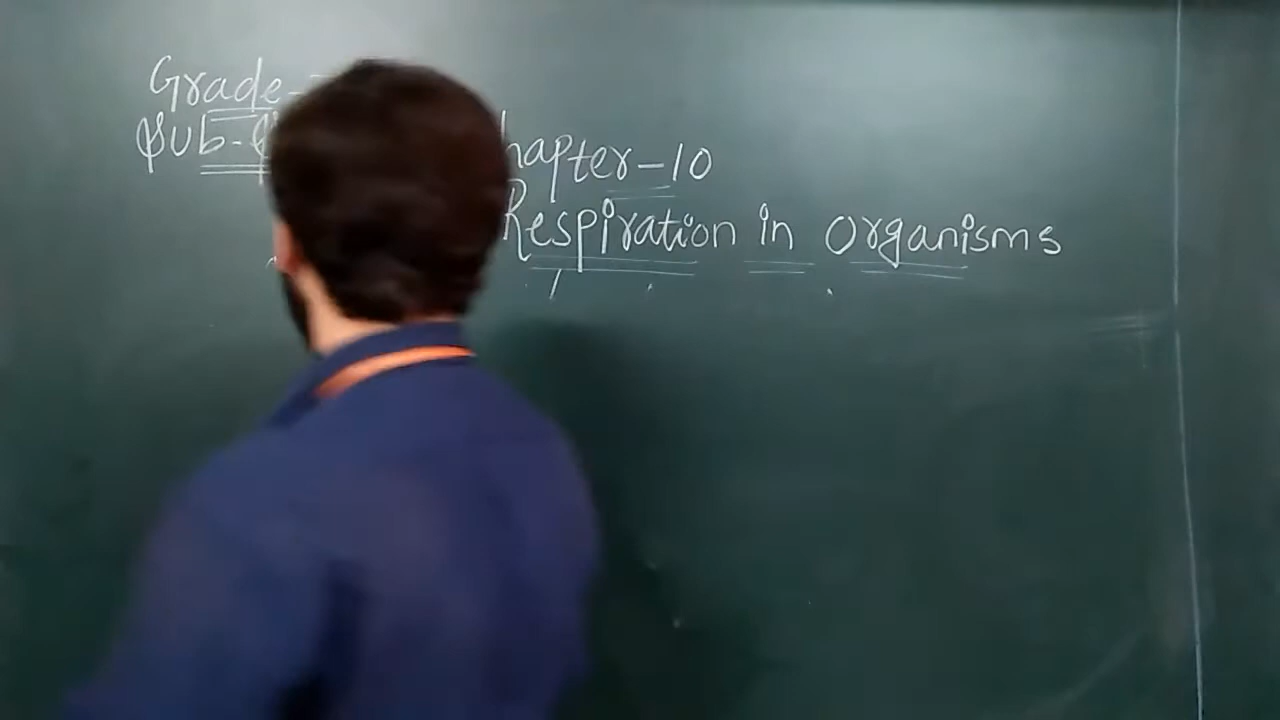 Grade-
Sub-
hapter-10
Respiration in organisms